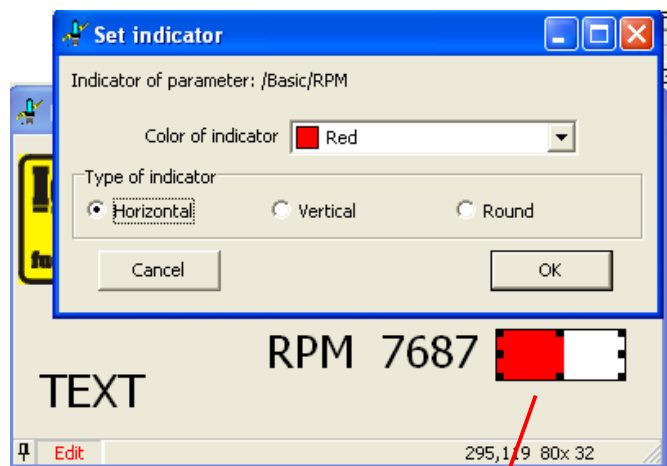 Set indicator
Indicator of parameter: /Basic/RPM
Color of indicator Red
Type of indicator
Horizontal Vertical Round
Cancel OK
RPM 7687
TEXT
Edit 295,119 80x 32